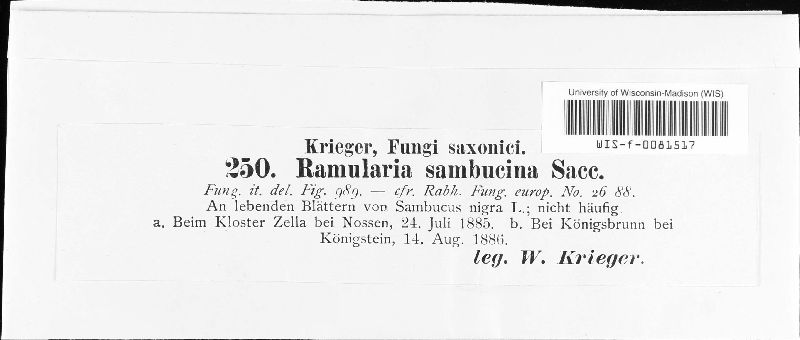 University of Wisconsin-Madison (WIS)
WIS-f-0081517
Krieger, Fungi saxonici.
250. Ramularia sambucina Sacc.
Fung. it. del. Fig. 989. — cfr. Rabh. Fung. europ. No. 26 88.
An lebenden Blättern von Sambucus nigra L.; nicht häufig
a. Beim Kloster Zella bei Nossen, 24. Juli 1885. b. Bei Königsbrunn bei
Königstein, 14. Aug. 1886.
leg. W. Krieger.